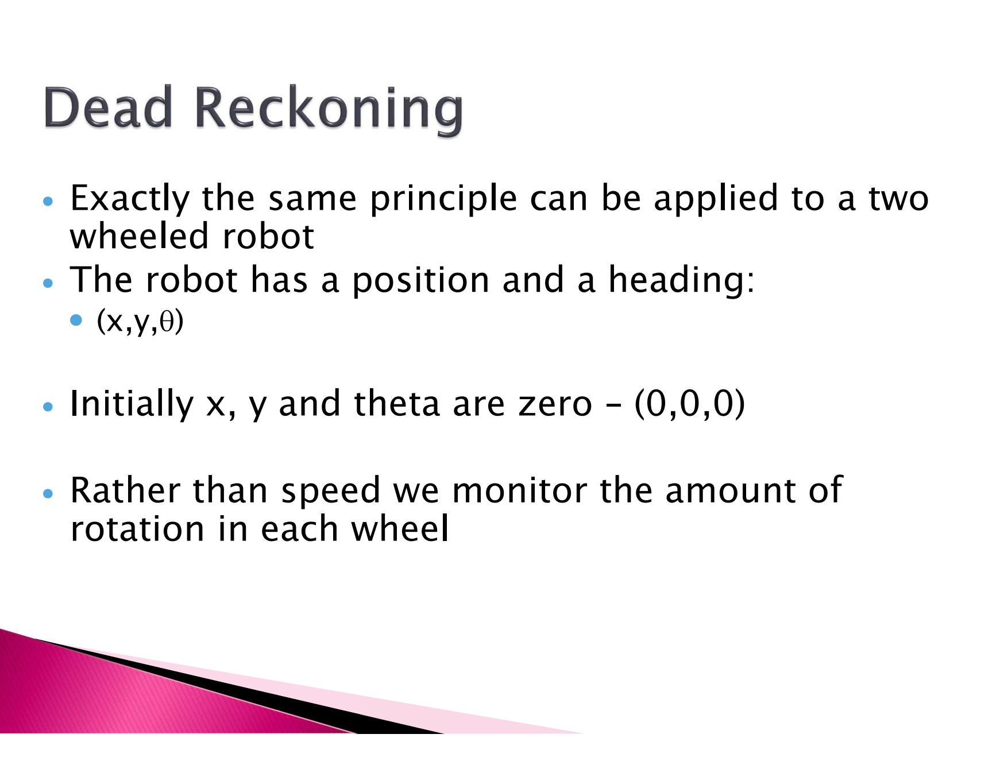 Dead Reckoning
• Exactly the same principle can be applied to a two
wheeled robot
• The robot has a position and a heading:
• (x,y,θ)
• Initially x, y and theta are zero – (0,0,0)
• Rather than speed we monitor the amount of
rotation in each wheel